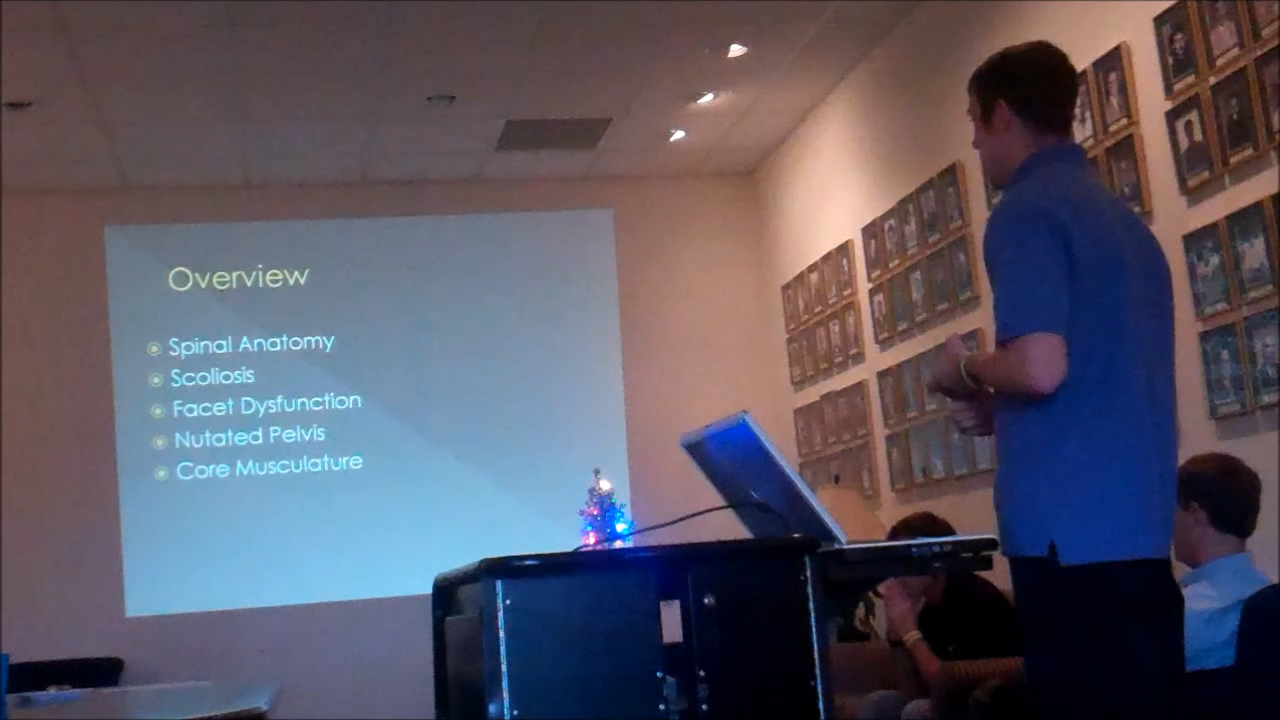 Overview
Spinal Anatomy
Scoliosis
Facet Dysfunction
Nutated Pelvis
Core Musculature